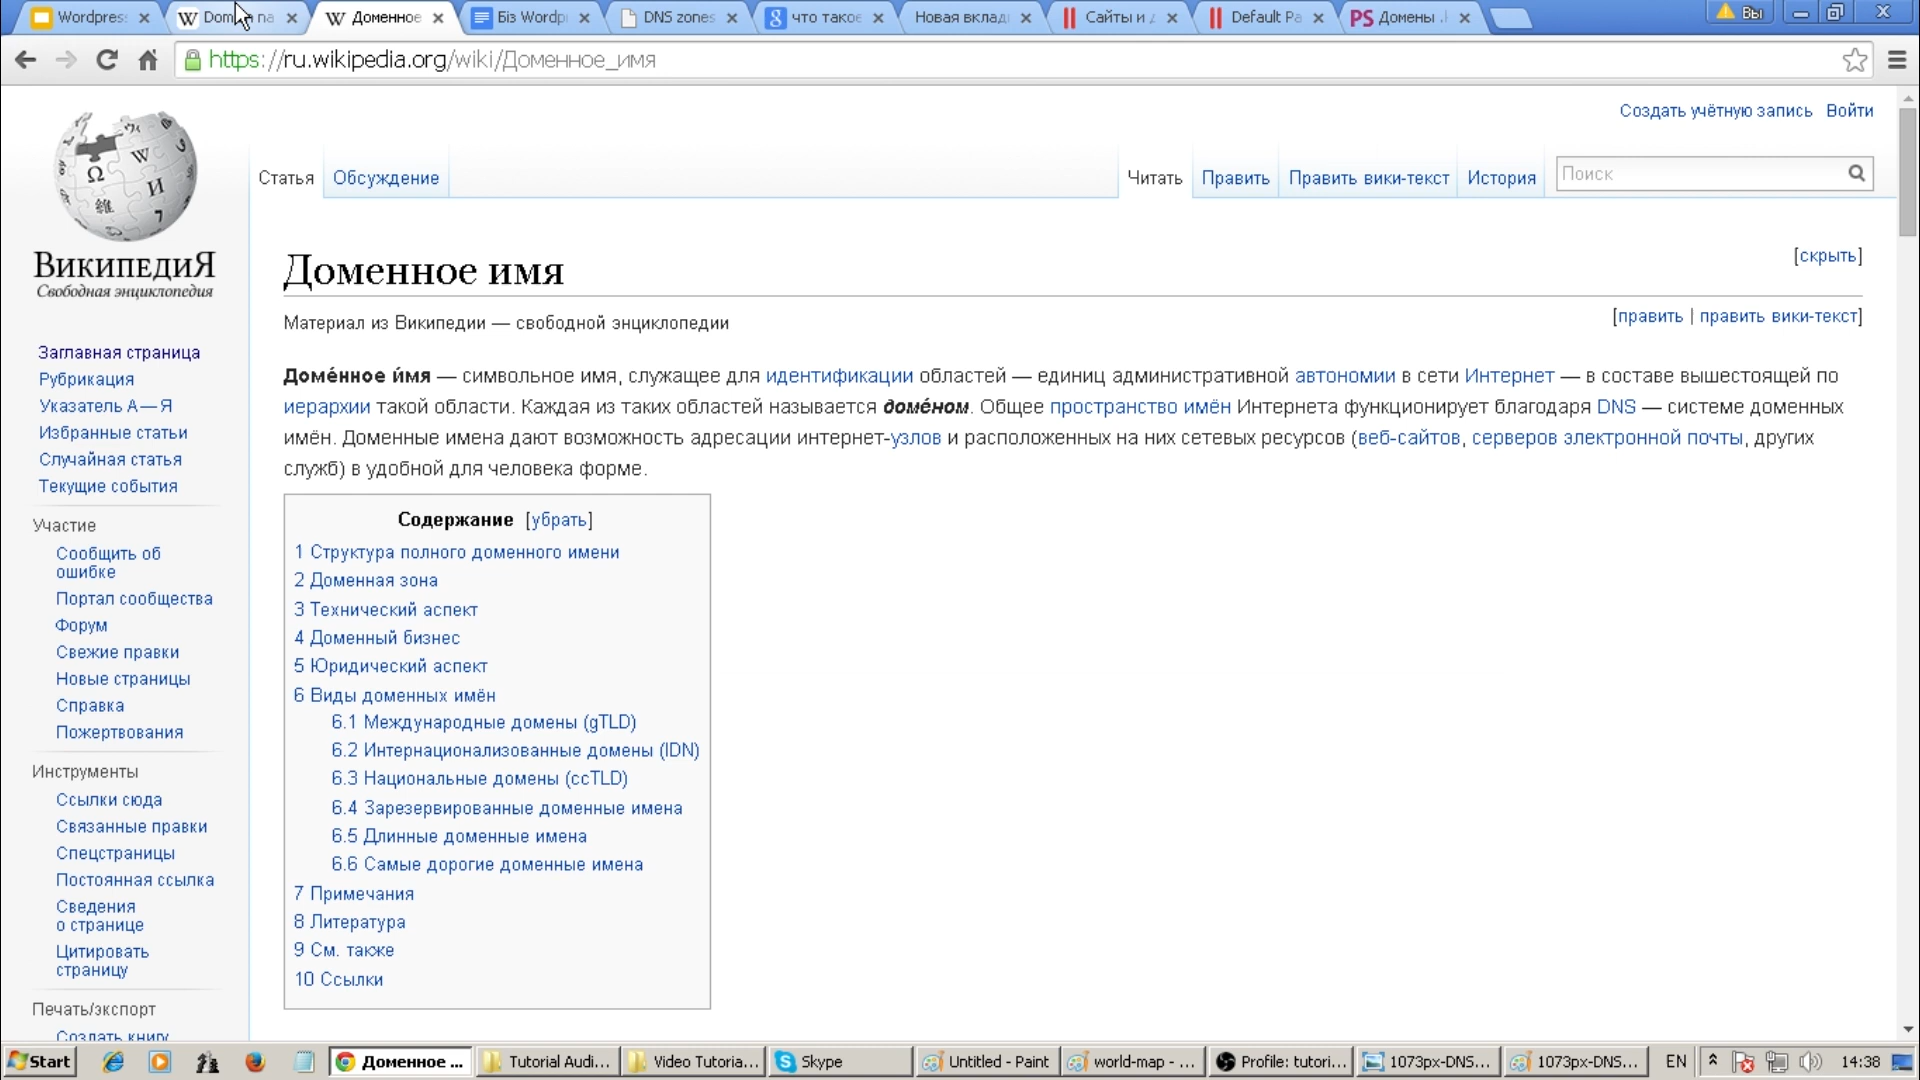 Wordpress
Domain na
Доменное
Біз Wordp
DNS zones
что такое
Новая вклад
Сайты и д
Default Pa
PS Домены .
Вы
https://ru.wikipedia.org/wiki/Доменное_имя
Создать учётную запись Войти
Статья Обсуждение Читать Править Править вики-текст История Поиск
ВикипедиЯ
Свободная энциклопедия
Заглавная страница
Рубрикация
Указатель А — Я
Избранные статьи
Случайная статья
Текущие события
Участие
Сообщить об
ошибке
Портал сообщества
Форум
Свежие правки
Новые страницы
Справка
Пожертвования
Инструменты
Ссылки сюда
Связанные правки
Спецстраницы
Постоянная ссылка
Сведения
о странице
Цитировать
страницу
Печать/экспорт
Создать книгу
Доменное имя
[скрыть]
Материал из Википедии — свободной энциклопедии
[править | править вики-текст]
Доме́нное и́мя — символьное имя, служащее для идентификации областей — единиц административной автономии в сети Интернет — в составе вышестоящей по
иерархии такой области. Каждая из таких областей называется доме́ном. Общее пространство имён Интернета функционирует благодаря DNS — системе доменных
имён. Доменные имена дают возможность адресации интернет-узлов и расположенных на них сетевых ресурсов (веб-сайтов, серверов электронной почты, других
служб) в удобной для человека форме.
Содержание [убрать]
1 Структура полного доменного имени
2 Доменная зона
3 Технический аспект
4 Доменный бизнес
5 Юридический аспект
6 Виды доменных имён
6.1 Международные домены (gTLD)
6.2 Интернационализованные домены (IDN)
6.3 Национальные домены (ccTLD)
6.4 Зарезервированные доменные имена
6.5 Длинные доменные имена
6.6 Самые дорогие доменные имена
7 Примечания
8 Литература
9 См. также
10 Ссылки
Start
Доменное ...
Tutorial Audi...
Video Tutoria...
Skype
Untitled - Paint
world-map - ...
Profile: tutori...
1073px-DNS...
1073px-DNS...
EN
14:38